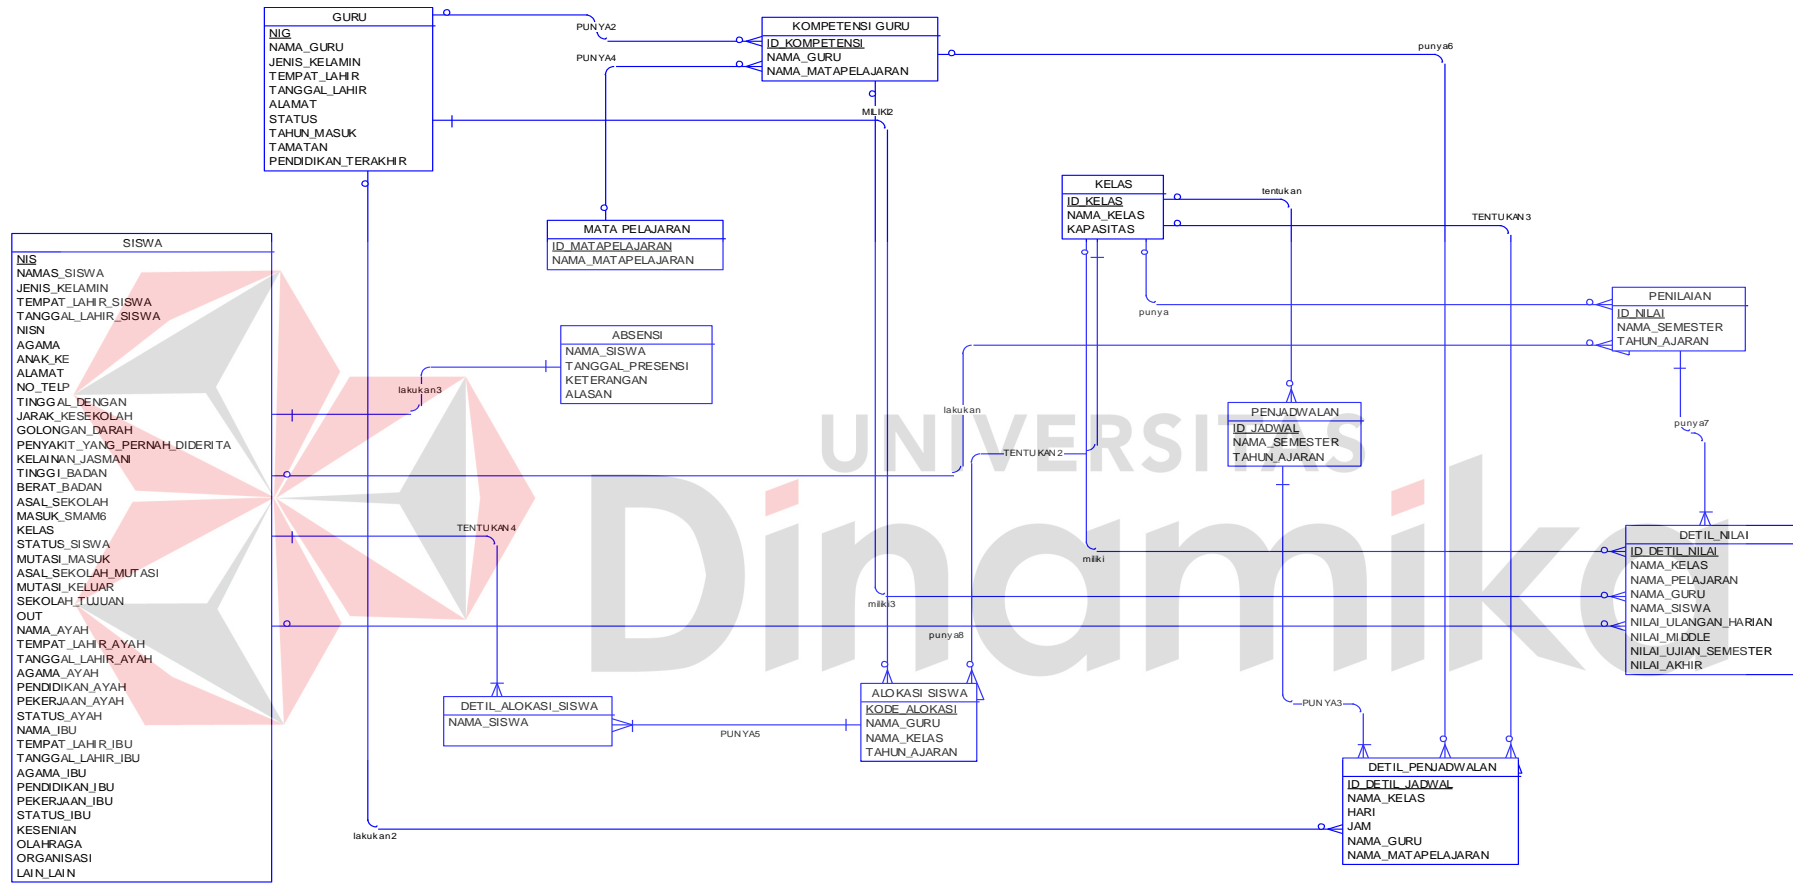 GURU
NIG
NAMA_GURU
JENIS_KELAMIN
TEMPAT_LAHIR
TANGGAL_LAHIR
ALAMAT
STATUS
TAHUN_MASUK
TAMATAN
PENDIDIKAN_TERAKHIR
PUNYA2
PUNYA4
KOMPETENSI GURU
ID_KOMPETENSI
NAMA_GURU
NAMA_MATAPELAJARAN
punya6
MILIKI2
MATA PELAJARAN
ID_MATAPELAJARAN
NAMA_MATAPELAJARAN
KELAS
ID_KELAS
NAMA_KELAS
KAPASITAS
tentukan
TENTUKAN3
punya
PENILAIAN
ID_NILAI
NAMA_SEMESTER
TAHUN_AJARAN
SISWA
NIS
NAMAS_SISWA
JENIS_KELAMIN
TEMPAT_LAHIR_SISWA
TANGGAL_LAHIR_SISWA
NISN
AGAMA
ANAK_KE
ALAMAT
NO_TELP
TINGGAL_DENGAN
JARAK_KESEKOLAH
GOLONGAN_DARAH
PENYAKIT_YANG_PERNAH_DIDERITA
KELAINAN_JASMANI
TINGGI_BADAN
BERAT_BADAN
ASAL_SEKOLAH
MASUK_SMAM6
KELAS
STATUS_SISWA
MUTASI_MASUK
ASAL_SEKOLAH_MUTASI
MUTASI_KELUAR
SEKOLAH_TUJUAN
OUT
NAMA_AYAH
TEMPAT_LAHIR_AYAH
TANGGAL_LAHIR_AYAH
AGAMA_AYAH
PENDIDIKAN_AYAH
PEKERJAAN_AYAH
STATUS_AYAH
NAMA_IBU
TEMPAT_LAHIR_IBU
TANGGAL_LAHIR_IBU
AGAMA_IBU
PENDIDIKAN_IBU
PEKERJAAN_IBU
STATUS_IBU
KESENIAN
OLAHRAGA
ORGANISASI
LAIN_LAIN
ABSENSI
NAMA_SISWA
TANGGAL_PRESENSI
KETERANGAN
ALASAN
lakukan3
lakukan
TENTUKAN2
PENJADWALAN
ID_JADWAL
NAMA_SEMESTER
TAHUN_AJARAN
punya7
UNIVERSITAS
Dinamika
TENTUKAN4
miliki
miliki3
punya8
DETIL_NILAI
ID_DETIL_NILAI
NAMA_KELAS
NAMA_PELAJARAN
NAMA_GURU
NAMA_SISWA
NILAI_ULANGAN_HARIAN
NILAI_MIDDLE
NILAI_UJIAN_SEMESTER
NILAI_AKHIR
DETIL_ALOKASI_SISWA
NAMA_SISWA
PUNYA5
ALOKASI SISWA
KODE_ALOKASI
NAMA_GURU
NAMA_KELAS
TAHUN_AJARAN
PUNYA3
DETIL_PENJADWALAN
ID_DETIL_JADWAL
NAMA_KELAS
HARI
JAM
NAMA_GURU
NAMA_MATAPELAJARAN
lakukan2